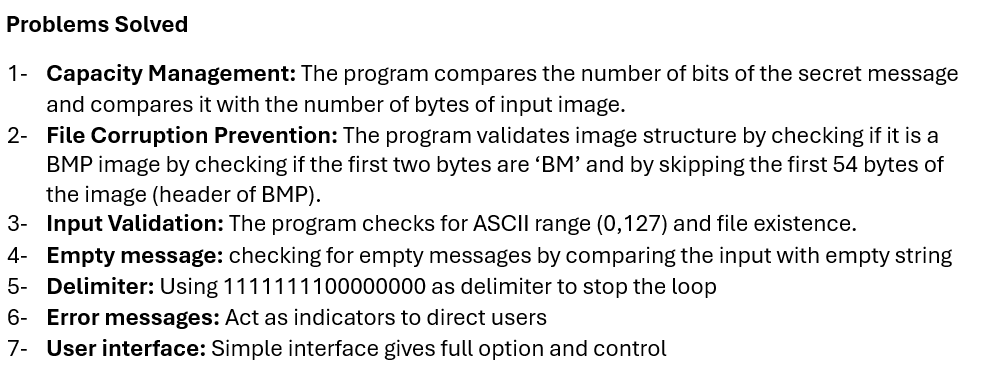 Problems Solved
1- Capacity Management: The program compares the number of bits of the secret message
and compares it with the number of bytes of input image.
2- File Corruption Prevention: The program validates image structure by checking if it is a
BMP image by checking if the first two bytes are ‘BM’ and by skipping the first 54 bytes of
the image (header of BMP).
3- Input Validation: The program checks for ASCII range (0,127) and file existence.
4- Empty message: checking for empty messages by comparing the input with empty string
5- Delimiter: Using 1111111100000000 as delimiter to stop the loop
6- Error messages: Act as indicators to direct users
7- User interface: Simple interface gives full option and control